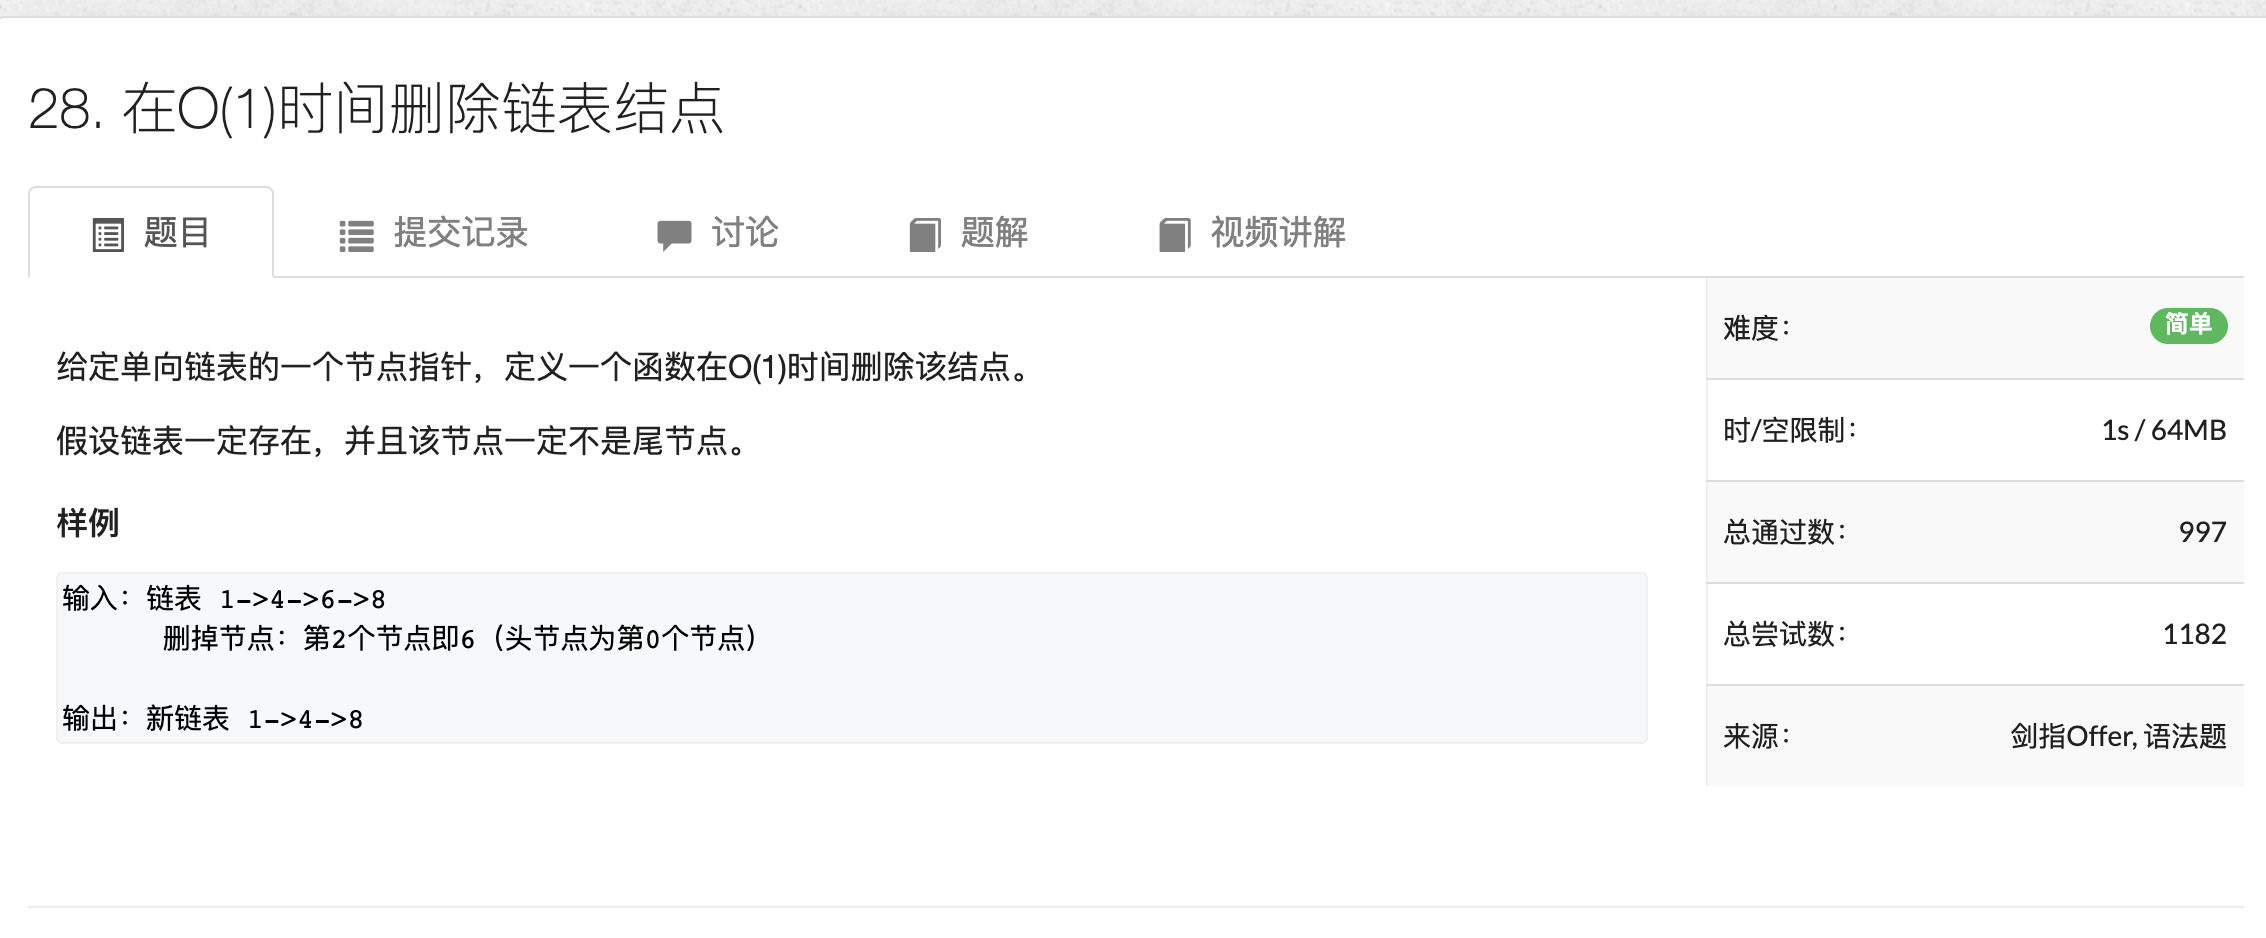 28. 在O(1)时间删除链表结点
题目 提交记录 讨论 题解 视频讲解
给定单向链表的一个节点指针，定义一个函数在O(1)时间删除该结点。
假设链表一定存在，并且该节点一定不是尾节点。
样例
输入：链表 1->4->6->8
删掉节点：第2个节点即6（头节点为第0个节点）
输出：新链表 1->4->8
难度： 简单
时/空限制： 1s / 64MB
总通过数： 997
总尝试数： 1182
来源： 剑指Offer, 语法题